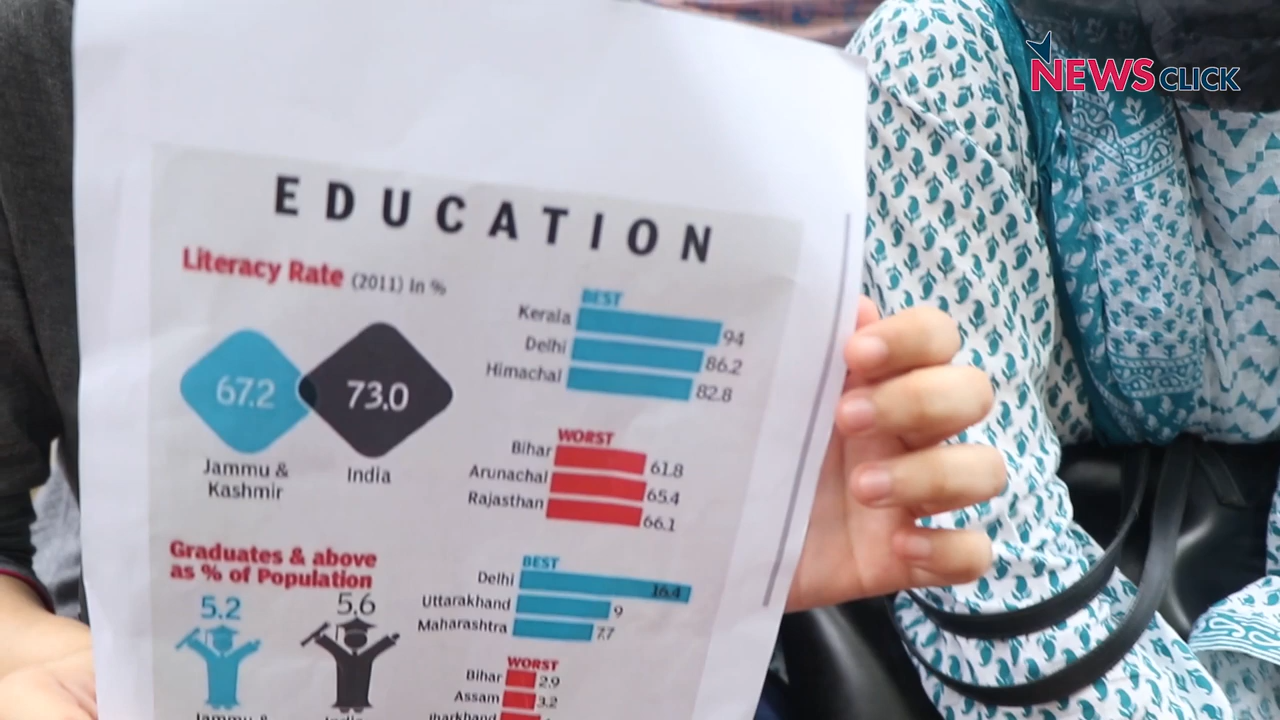 NEWSCLICK
EDUCATION
Literacy Rate (2011) In %
67.2
73.0
Jammu &
Kashmir
India
BEST
Kerala 94
Delhi 86.2
Himachal 82.8
WORST
Bihar 61.8
Arunachal 65.4
Rajasthan 66.1
Graduates & above
as % of Population
5.2
5.6
Jammu &
India
BEST
Delhi 16.4
Uttarakhand 9
Maharashtra 7.7
WORST
Bihar 2.9
Assam 3.2
Jharkhand